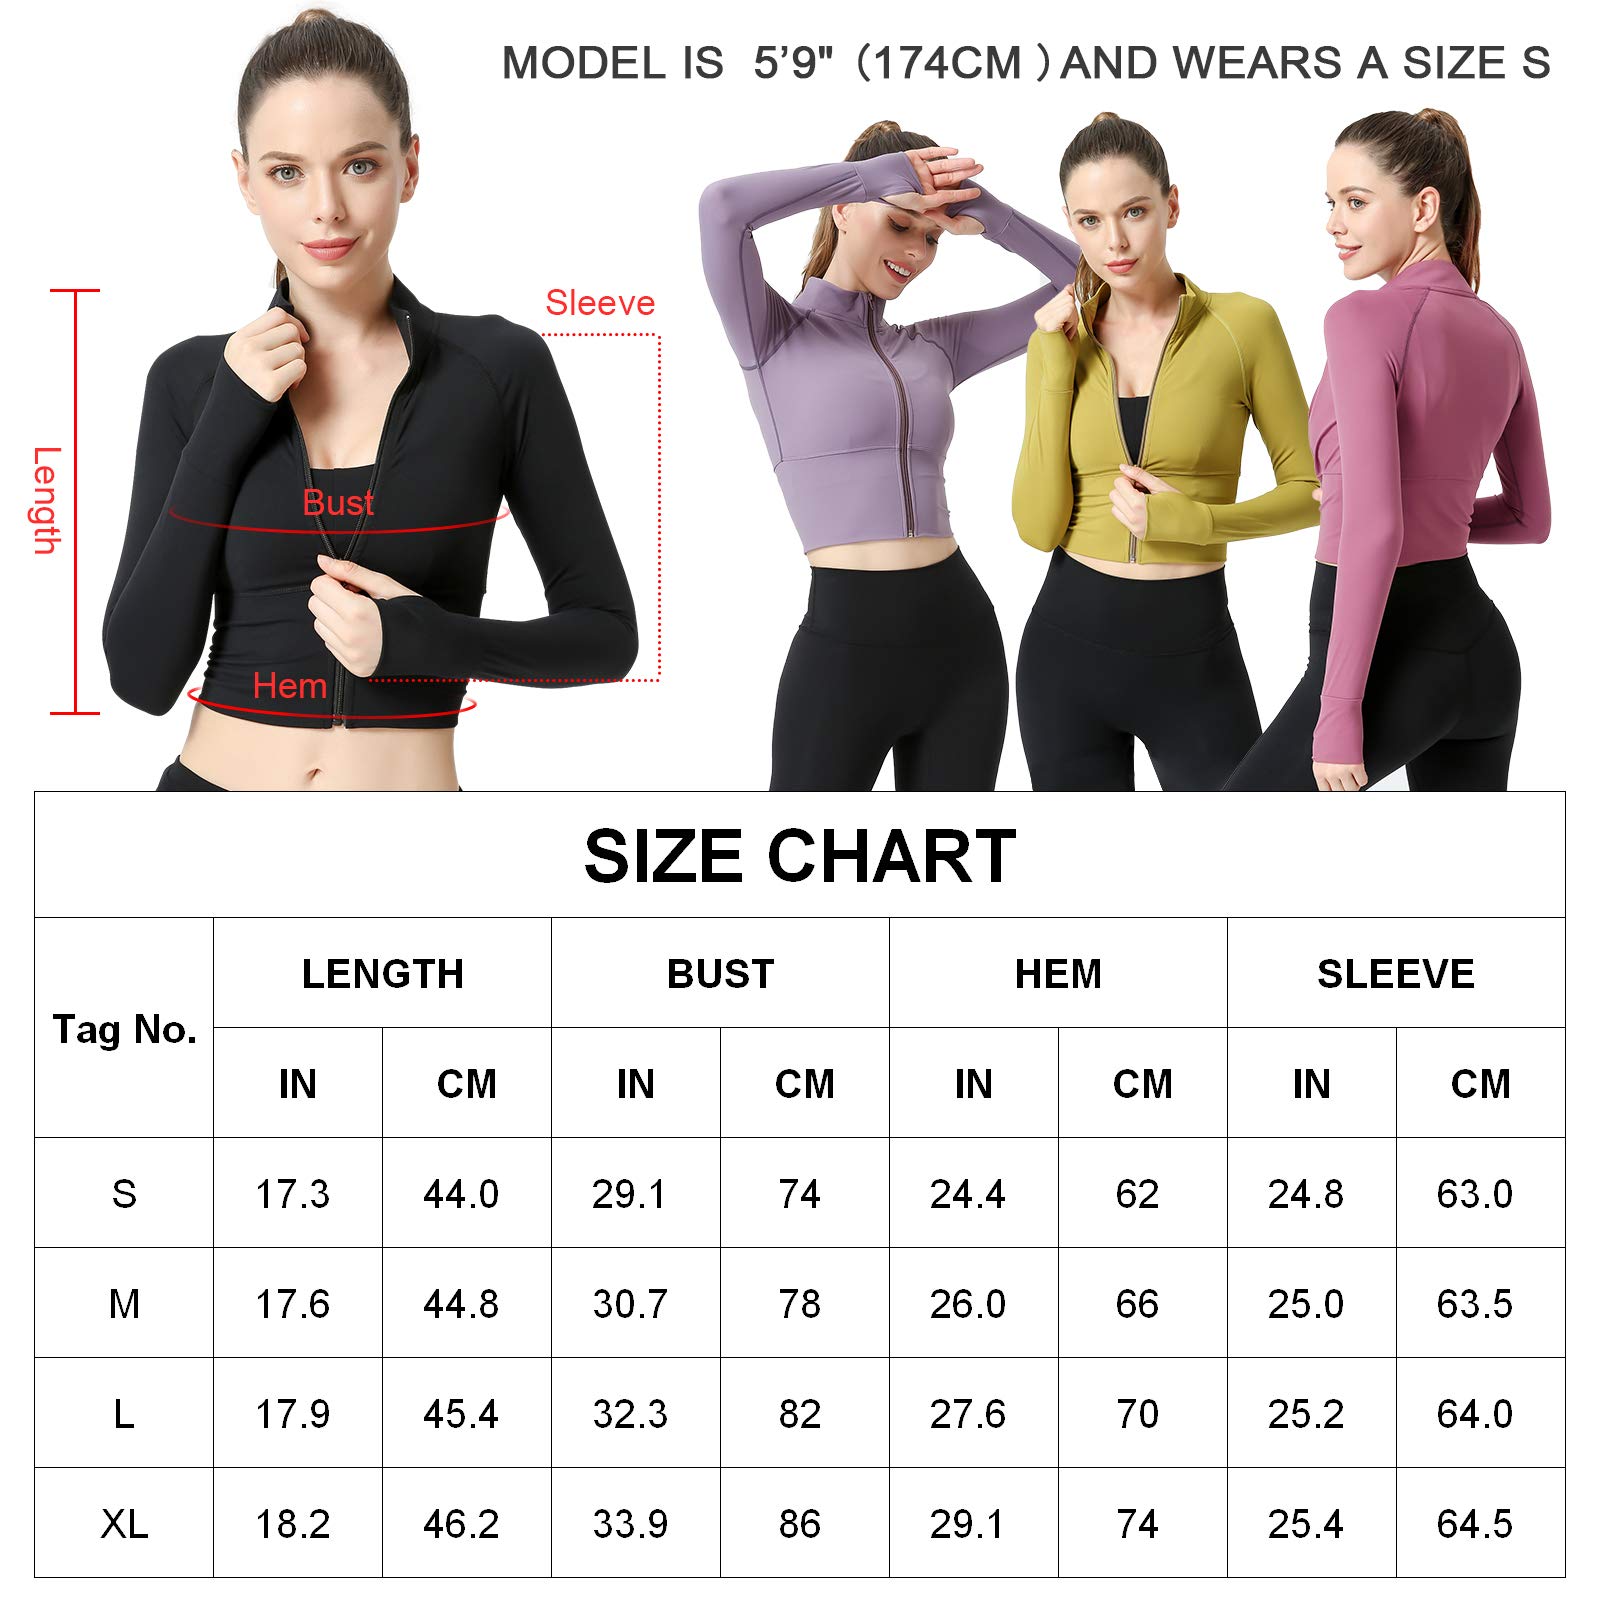 MODEL IS 5’9" (174CM ) AND WEARS A SIZE S
Sleeve
Length
Bust
Hem
SIZE CHART
Tag No. LENGTH BUST HEM SLEEVE
IN CM IN CM IN CM IN CM
S 17.3 44.0 29.1 74 24.4 62 24.8 63.0
M 17.6 44.8 30.7 78 26.0 66 25.0 63.5
L 17.9 45.4 32.3 82 27.6 70 25.2 64.0
XL 18.2 46.2 33.9 86 29.1 74 25.4 64.5